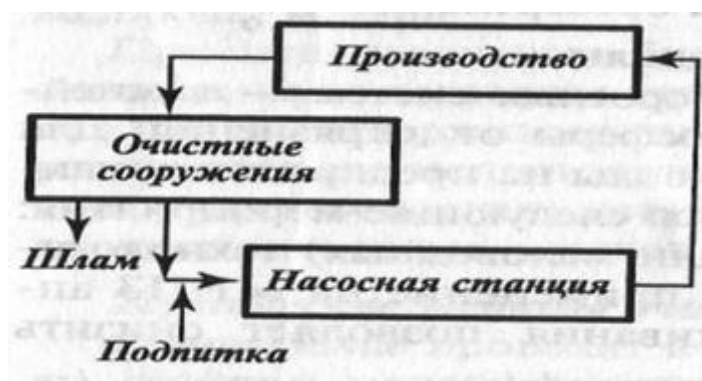 Производство
Очистные
сооружения
Шлам
Насосная станция
Подпитка